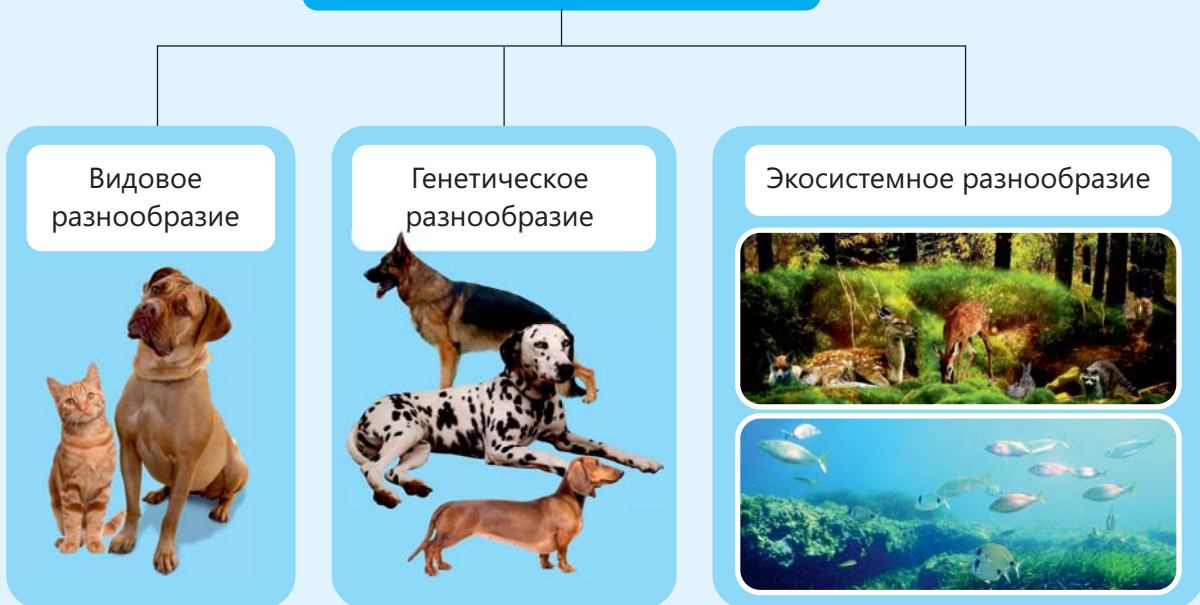 Видовое
разнообразие
Генетическое
разнообразие
Экосистемное разнообразие